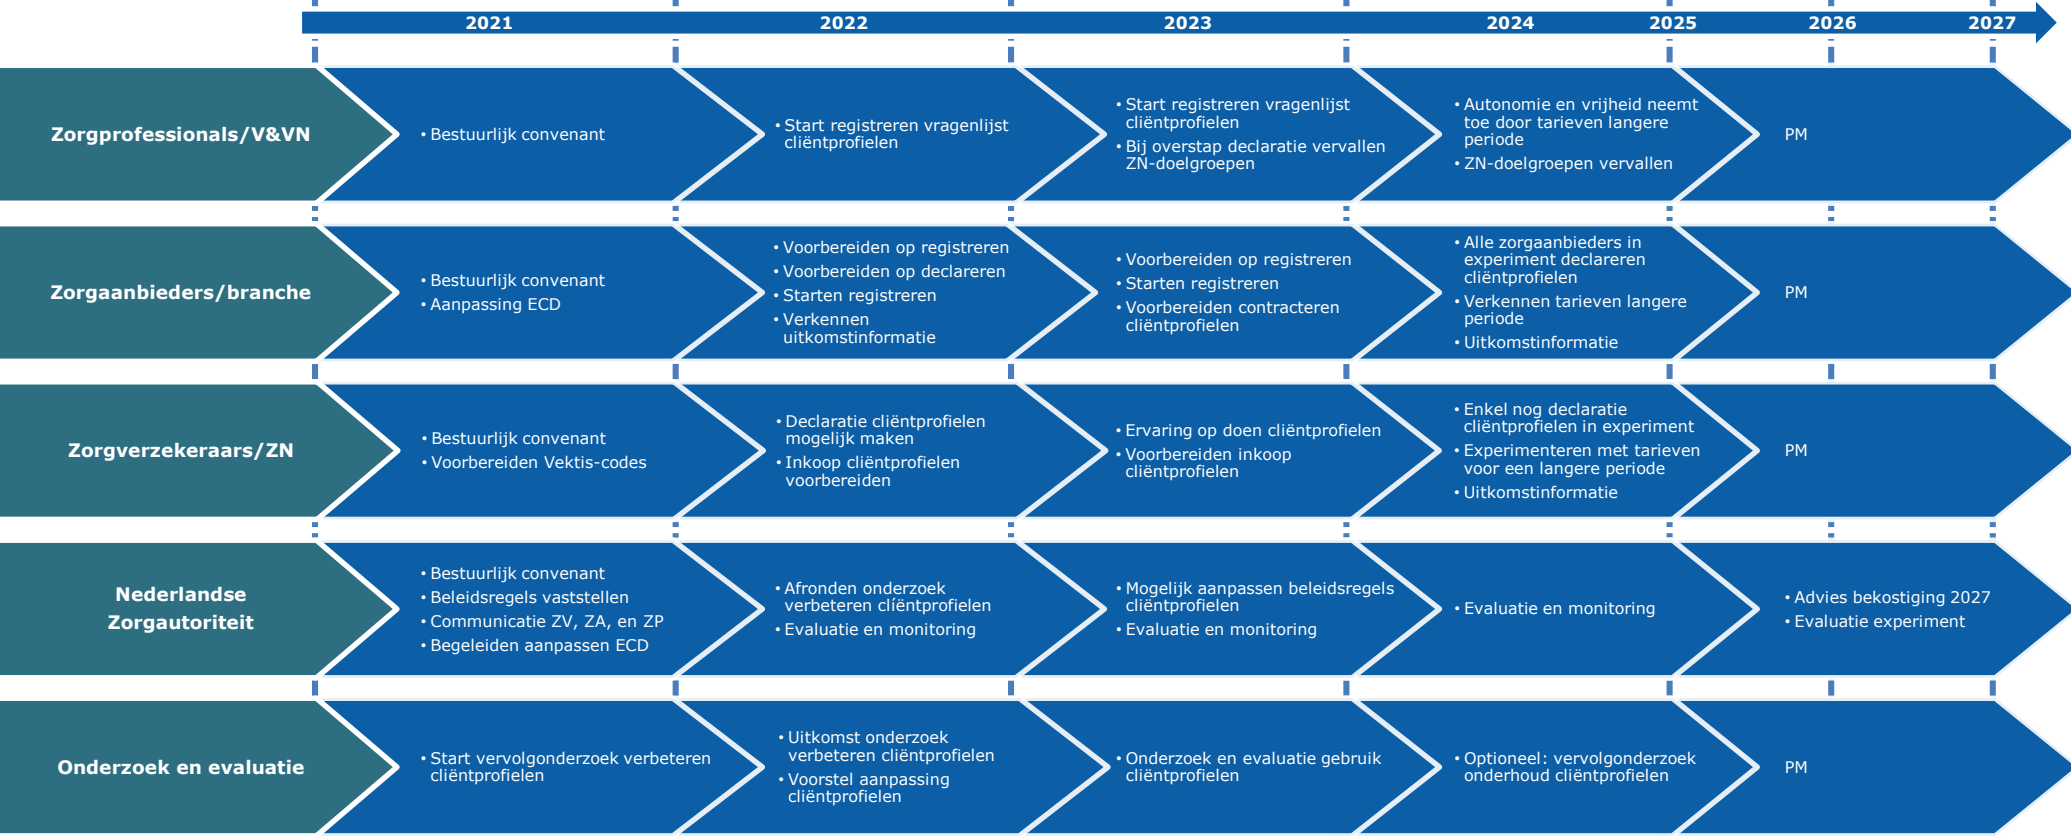 2021 2022 2023 2024 2025 2026 2027
Zorgprofessionals/V&VN
• Bestuurlijk convenant
• Start registreren vragenlijst
cliëntprofielen
• Start registreren vragenlijst
cliëntprofielen
• Bij overstap declaratie vervallen
ZN-doelgroepen
• Autonomie en vrijheid neemt
toe door tarieven langere
periode
• ZN-doelgroepen vervallen
PM
Zorgaanbieders/branche
• Bestuurlijk convenant
• Aanpassing ECD
• Voorbereiden op registreren
• Voorbereiden op declareren
• Starten registreren
• Verkennen
uitkomstinformatie
• Voorbereiden op registreren
• Starten registreren
• Voorbereiden contracteren
cliëntprofielen
• Alle zorgaanbieders in
experiment declareren
cliëntprofielen
• Verkennen tarieven langere
periode
• Uitkomstinformatie
PM
Zorgverzekeraars/ZN
• Bestuurlijk convenant
• Voorbereiden Vektis-codes
• Declaratie cliëntprofielen
mogelijk maken
• Inkoop cliëntprofielen
voorbereiden
• Ervaring op doen cliëntprofielen
• Voorbereiden inkoop
cliëntprofielen
• Enkel nog declaratie
cliëntprofielen in experiment
• Experimenteren met tarieven
voor een langere periode
• Uitkomstinformatie
PM
Nederlandse
Zorgautoriteit
• Bestuurlijk convenant
• Beleidsregels vaststellen
• Communicatie ZV, ZA, en ZP
• Begeleiden aanpassen ECD
• Afronden onderzoek
verbeteren clíëntprofielen
• Evaluatie en monitoring
• Mogelijk aanpassen beleidsregels
cliëntprofielen
• Evaluatie en monitoring
• Evaluatie en monitoring
• Advies bekostiging 2027
• Evaluatie experiment
Onderzoek en evaluatie
• Start vervolgonderzoek verbeteren
cliëntprofielen
• Uitkomst onderzoek
verbeteren cliëntprofielen
• Voorstel aanpassing
cliëntprofielen
• Onderzoek en evaluatie gebruik
cliëntprofielen
• Optioneel: vervolgonderzoek
onderhoud cliëntprofielen
PM